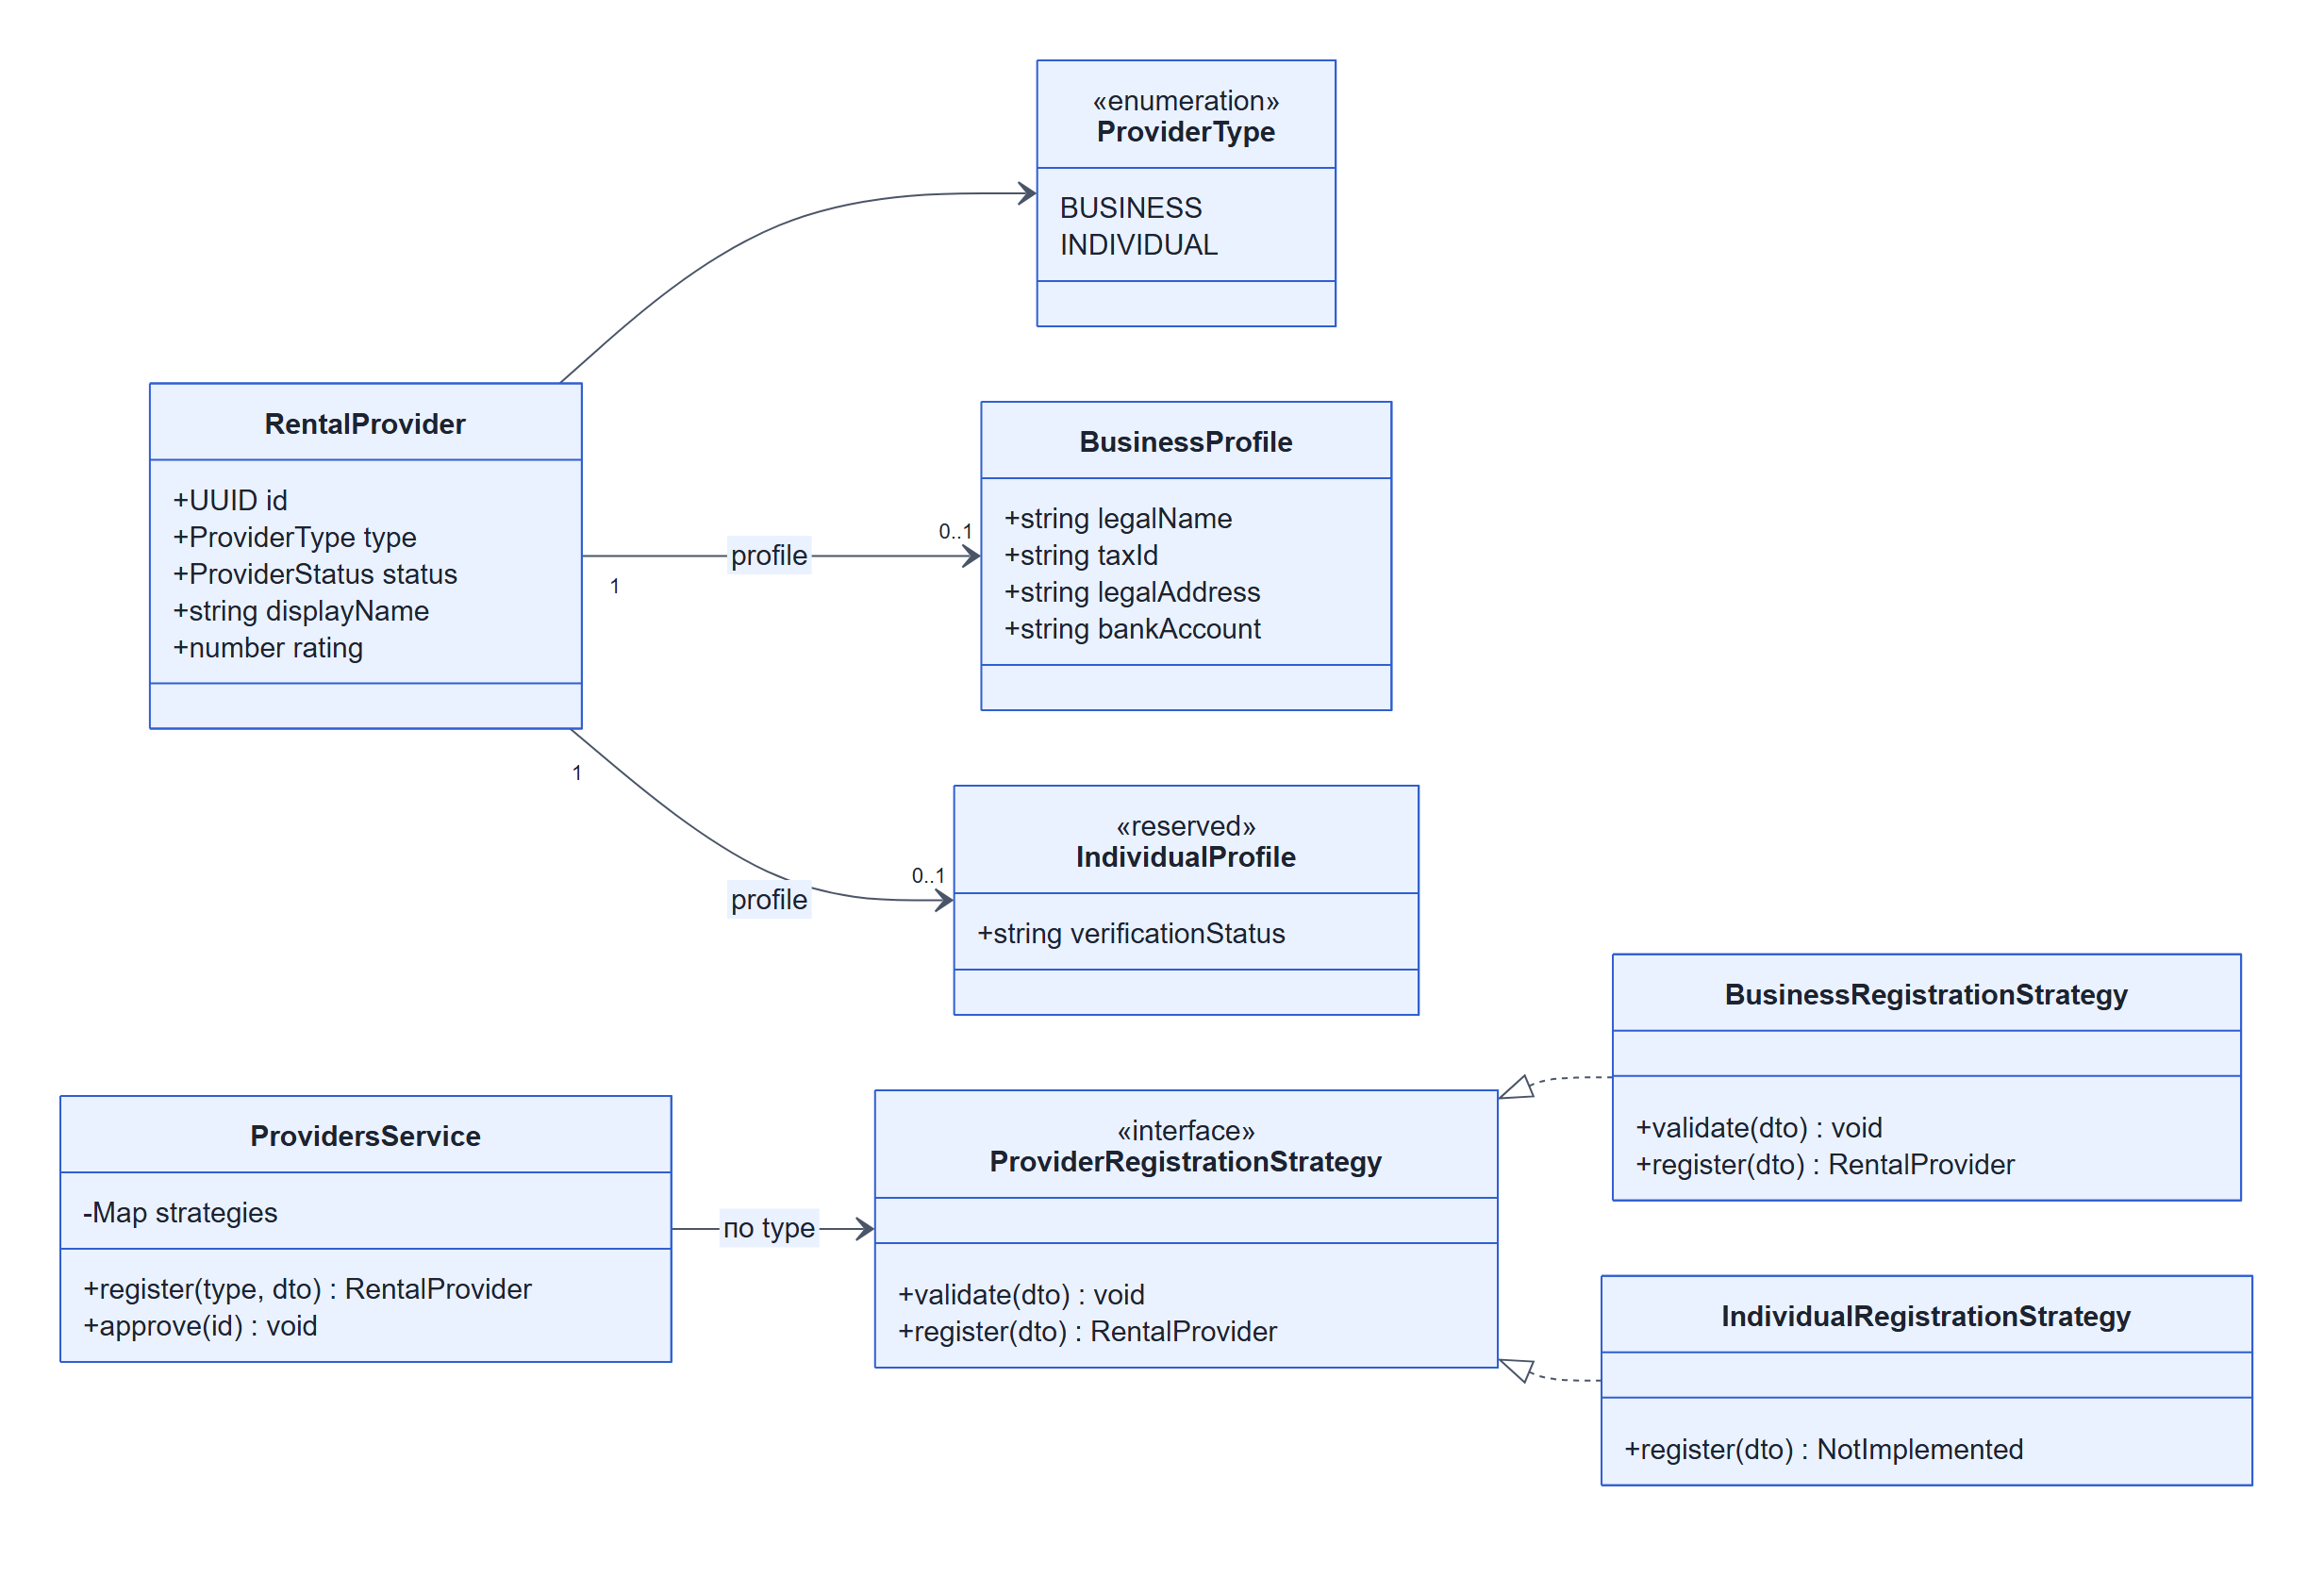 «enumeration»
ProviderType
BUSINESS
INDIVIDUAL
RentalProvider
+UUID id
+ProviderType type
+ProviderStatus status
+string displayName
+number rating
1
profile
0..1
BusinessProfile
+string legalName
+string taxId
+string legalAddress
+string bankAccount
1
profile
0..1
«reserved»
IndividualProfile
+string verificationStatus
ProvidersService
-Map strategies
+register(type, dto) : RentalProvider
+approve(id) : void
по type
«interface»
ProviderRegistrationStrategy
+validate(dto) : void
+register(dto) : RentalProvider
BusinessRegistrationStrategy
+validate(dto) : void
+register(dto) : RentalProvider
IndividualRegistrationStrategy
+register(dto) : NotImplemented